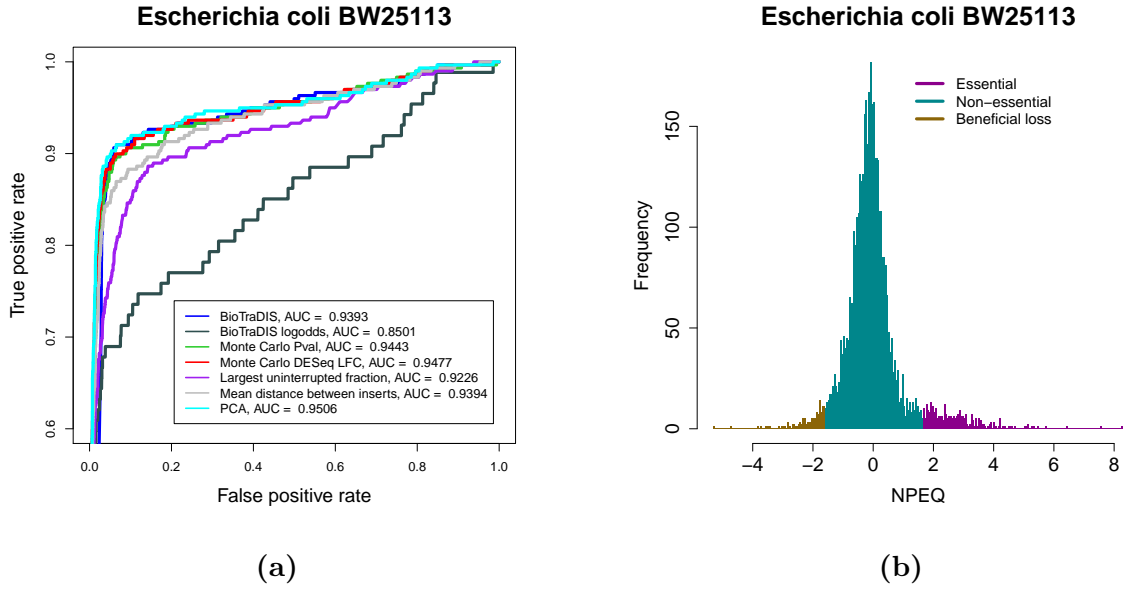 Escherichia coli BW25113
True positive rate
1.0
0.9
0.8
0.7
0.6
BioTraDIS, AUC = 0.9393
BioTraDIS logodds, AUC = 0.8501
Monte Carlo Pval, AUC = 0.9443
Monte Carlo DESeq LFC, AUC = 0.9477
Largest uninterrupted fraction, AUC = 0.9226
Mean distance between inserts, AUC = 0.9394
PCA, AUC = 0.9506
0.0 0.2 0.4 0.6 0.8 1.0
False positive rate
(a)
Escherichia coli BW25113
Essential
Non−essential
Beneficial loss
Frequency
150
100
50
0
−4 −2 0 2 4 6 8
NPEQ
(b)